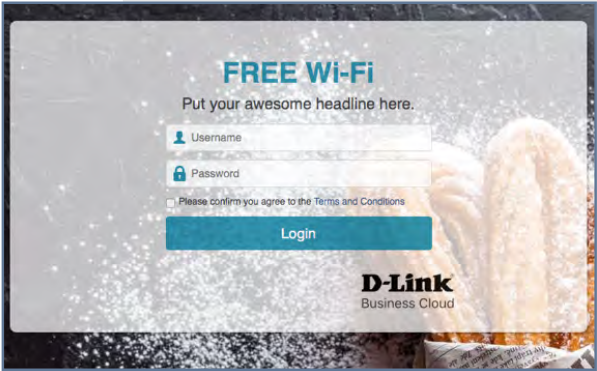 FREE Wi-Fi
Put your awesome headline here.
Username
Password
Please confirm you agree to the Terms and Conditions
Login
D-Link
Business Cloud